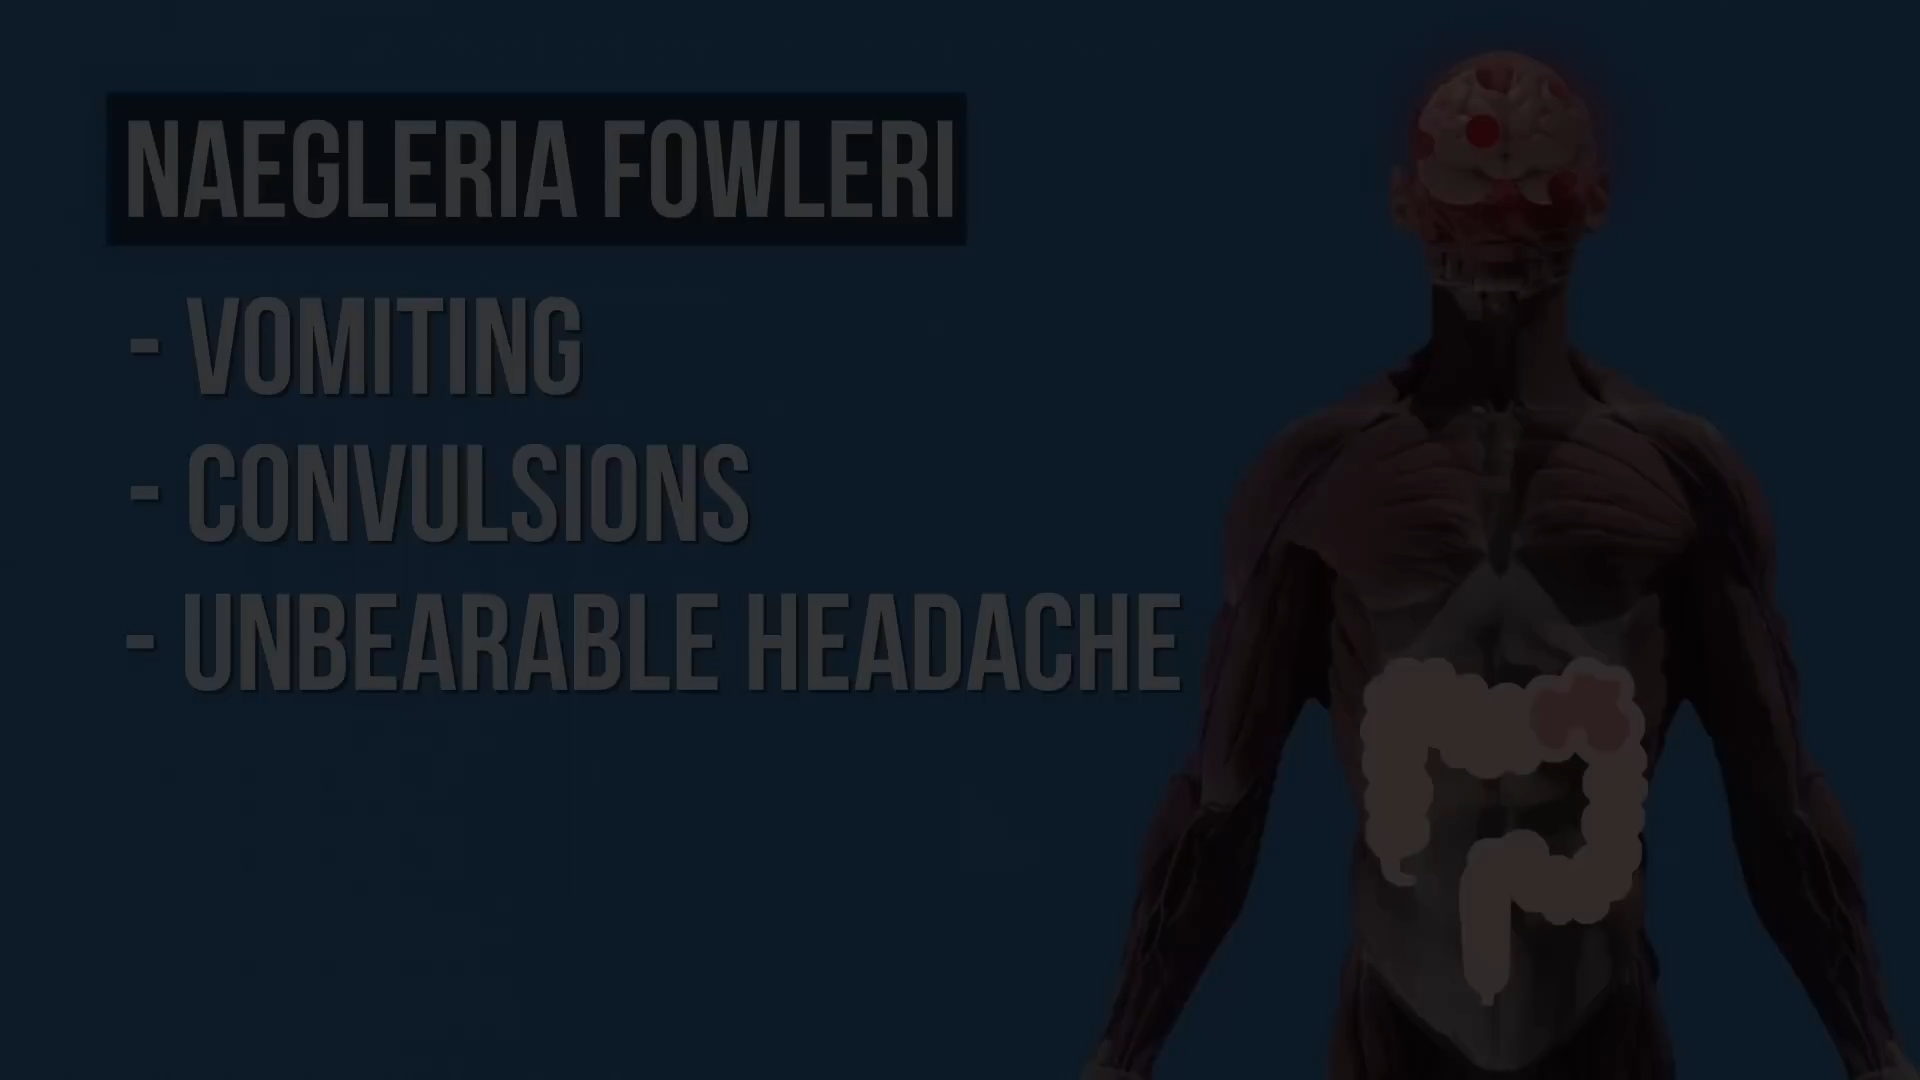 NAEGLERIA FOWLERI
- VOMITING
- CONVULSIONS
- UNBEARABLE HEADACHE